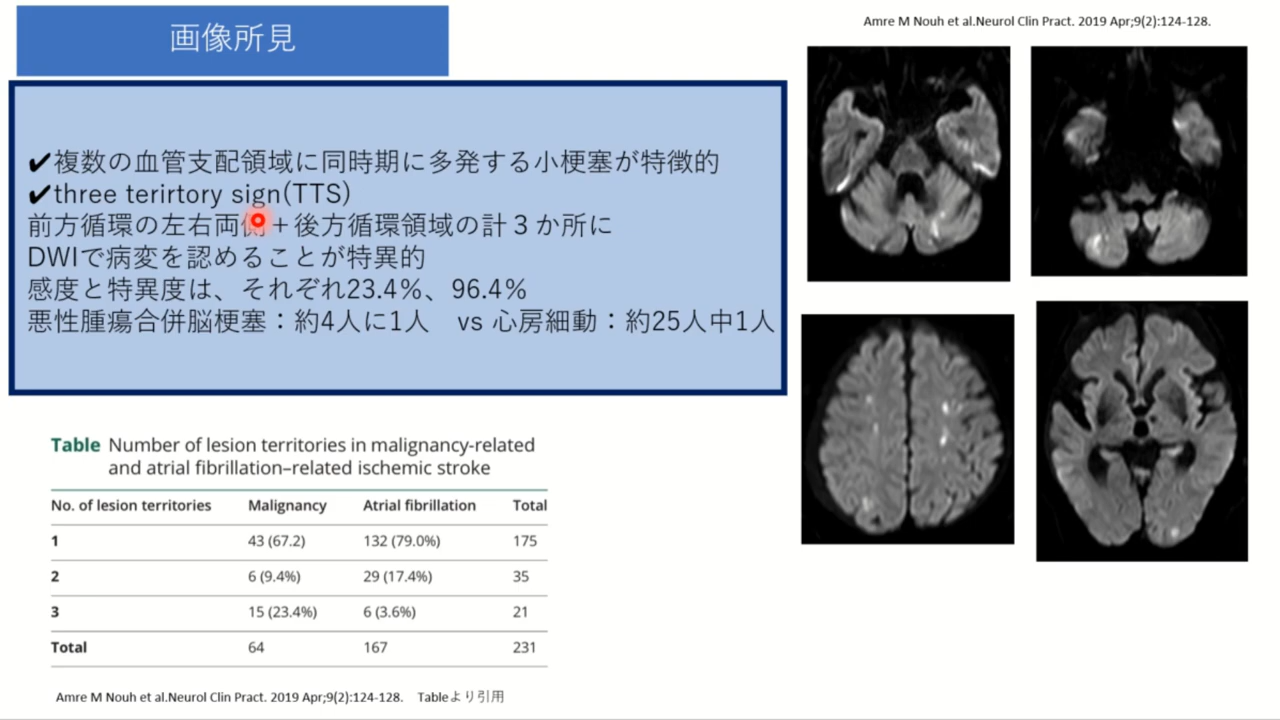 画像所見
Amre M Nouh et al.Neurol Clin Pract. 2019 Apr;9(2):124-128.
✔複数の血管支配領域に同時期に多発する小梗塞が特徴的
✔three terirtory sign(TTS)
前方循環の左右両側＋後方循環領域の計３か所に
DWIで病変を認めることが特異的
感度と特異度は、それぞれ23.4%、96.4%
悪性腫瘍合併脳梗塞：約4人に1人　vs 心房細動：約25人中1人
Table Number of lesion territories in malignancy-related
and atrial fibrillation–related ischemic stroke
No. of lesion territories Malignancy Atrial fibrillation Total
1 43 (67.2) 132 (79.0%) 175
2 6 (9.4%) 29 (17.4%) 35
3 15 (23.4%) 6 (3.6%) 21
Total 64 167 231
Amre M Nouh et al.Neurol Clin Pract. 2019 Apr;9(2):124-128.　Tableより引用